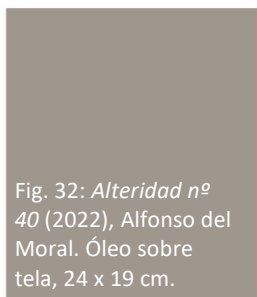 Fig. 32: Alteridad nº
40 (2022), Alfonso del
Moral. Óleo sobre
tela, 24 x 19 cm.